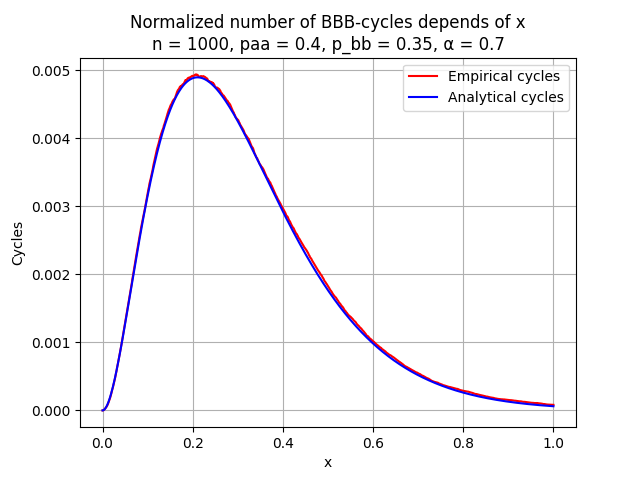 Normalized number of BBB-cycles depends of x
n = 1000, paa = 0.4, p_bb = 0.35, α = 0.7
Empirical cycles
Analytical cycles
0.005
0.004
0.003
0.002
0.001
0.000
Cycles
0.0 0.2 0.4 0.6 0.8 1.0
x